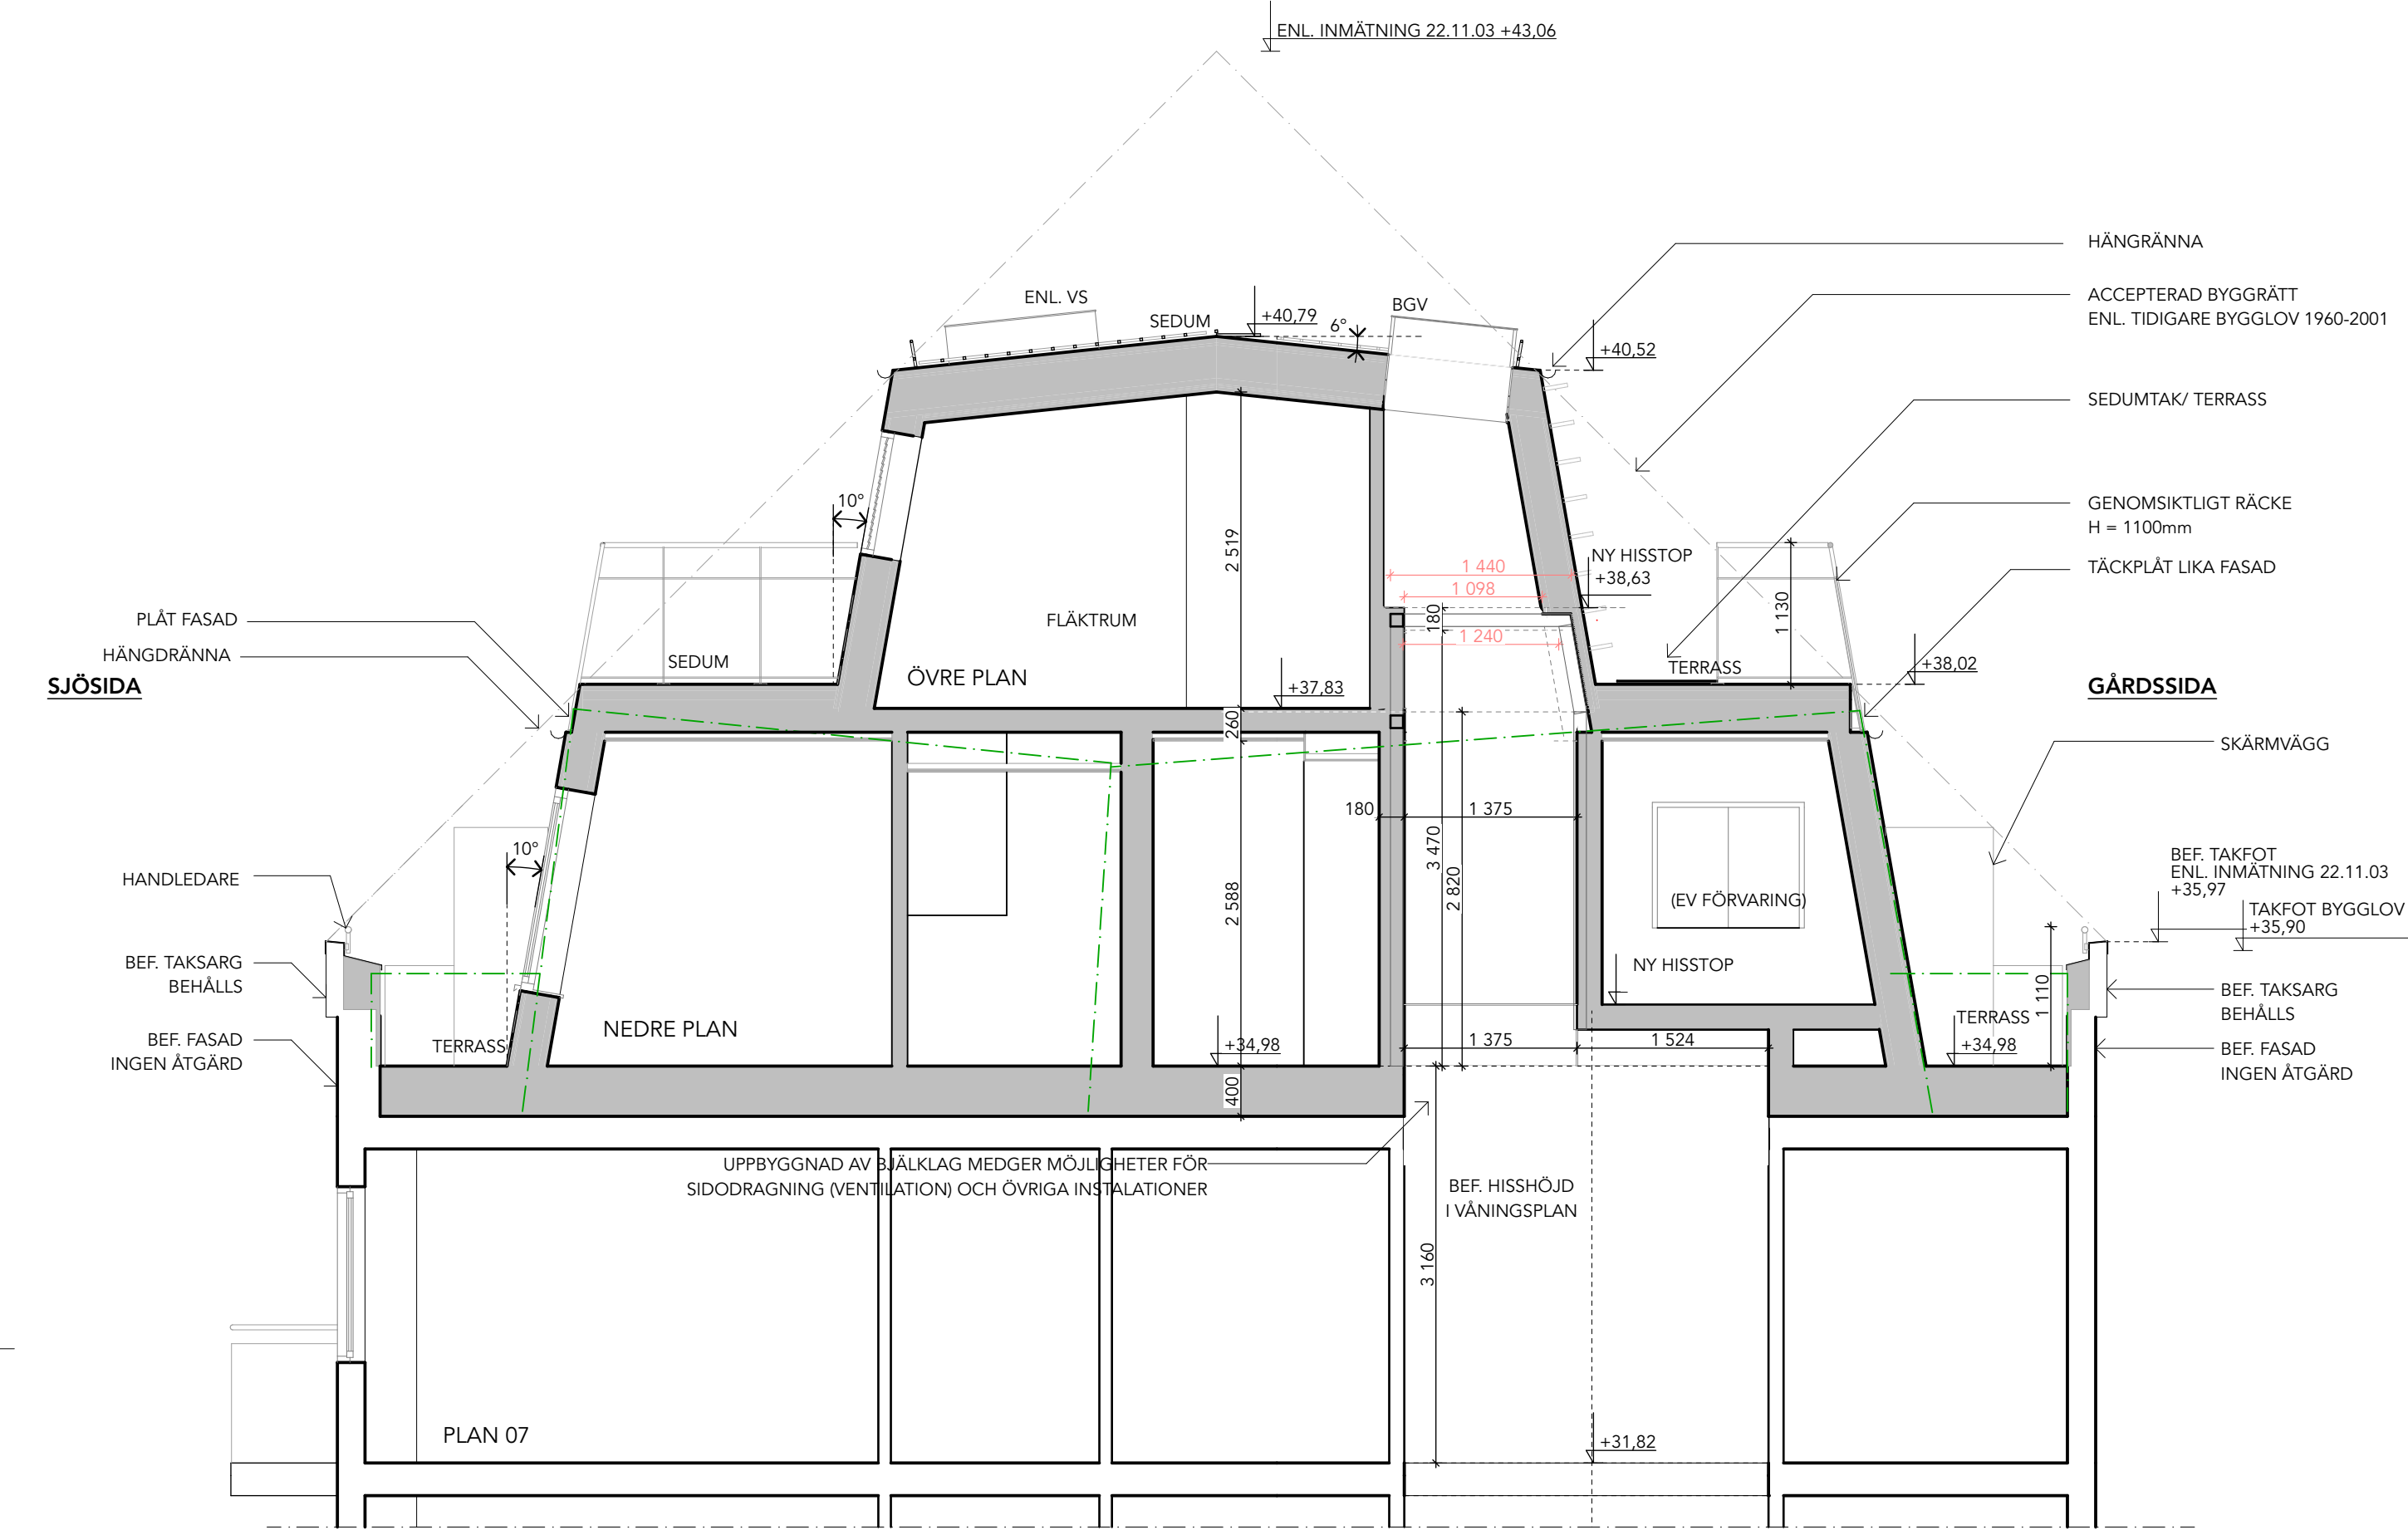 ENL. INMÄTNING 22.11.03 +43,06
HÄNGRÄNNA
ACCEPTERAD BYGGRÄTT
ENL. TIDIGARE BYGGLOV 1960-2001
ENL. VS
SEDUM
+40,79
6°
BGV
+40,52
SEDUMTAK/ TERRASS
10°
GENOMSIKTLIGT RÄCKE
H = 1100mm
2 519
NY HISSTOP
+38,63
1 440
1 098
180
1 240
TÄCKPLÅT LIKA FASAD
1 130
PLÅT FASAD
HÄNGDRÄNNA
SJÖSIDA
SEDUM
FLÄKTRUM
ÖVRE PLAN
+37,83
TERRASS
+38,02
GÅRDSSIDA
260
SKÄRMVÄGG
180
1 375
3 470
2 820
2 588
10°
HANDLEDARE
(EV FÖRVARING)
BEF. TAKFOT
ENL. INMÄTNING 22.11.03
+35,97
TAKFOT BYGGLOV
+35,90
BEF. TAKSARG
BEHÅLLS
NY HISSTOP
1 110
BEF. TAKSARG
BEHÅLLS
BEF. FASAD
INGEN ÅTGÄRD
TERRASS
NEDRE PLAN
+34,98
1 375
1 524
TERRASS
+34,98
BEF. FASAD
INGEN ÅTGÄRD
400
UPPBYGGNAD AV BJÄLKLAG MEDGER MÖJLIGHETER FÖR
SIDODRAGNING (VENTILATION) OCH ÖVRIGA INSTALATIONER
BEF. HISSHÖJD
I VÅNINGSPLAN
3 160
PLAN 07
+31,82